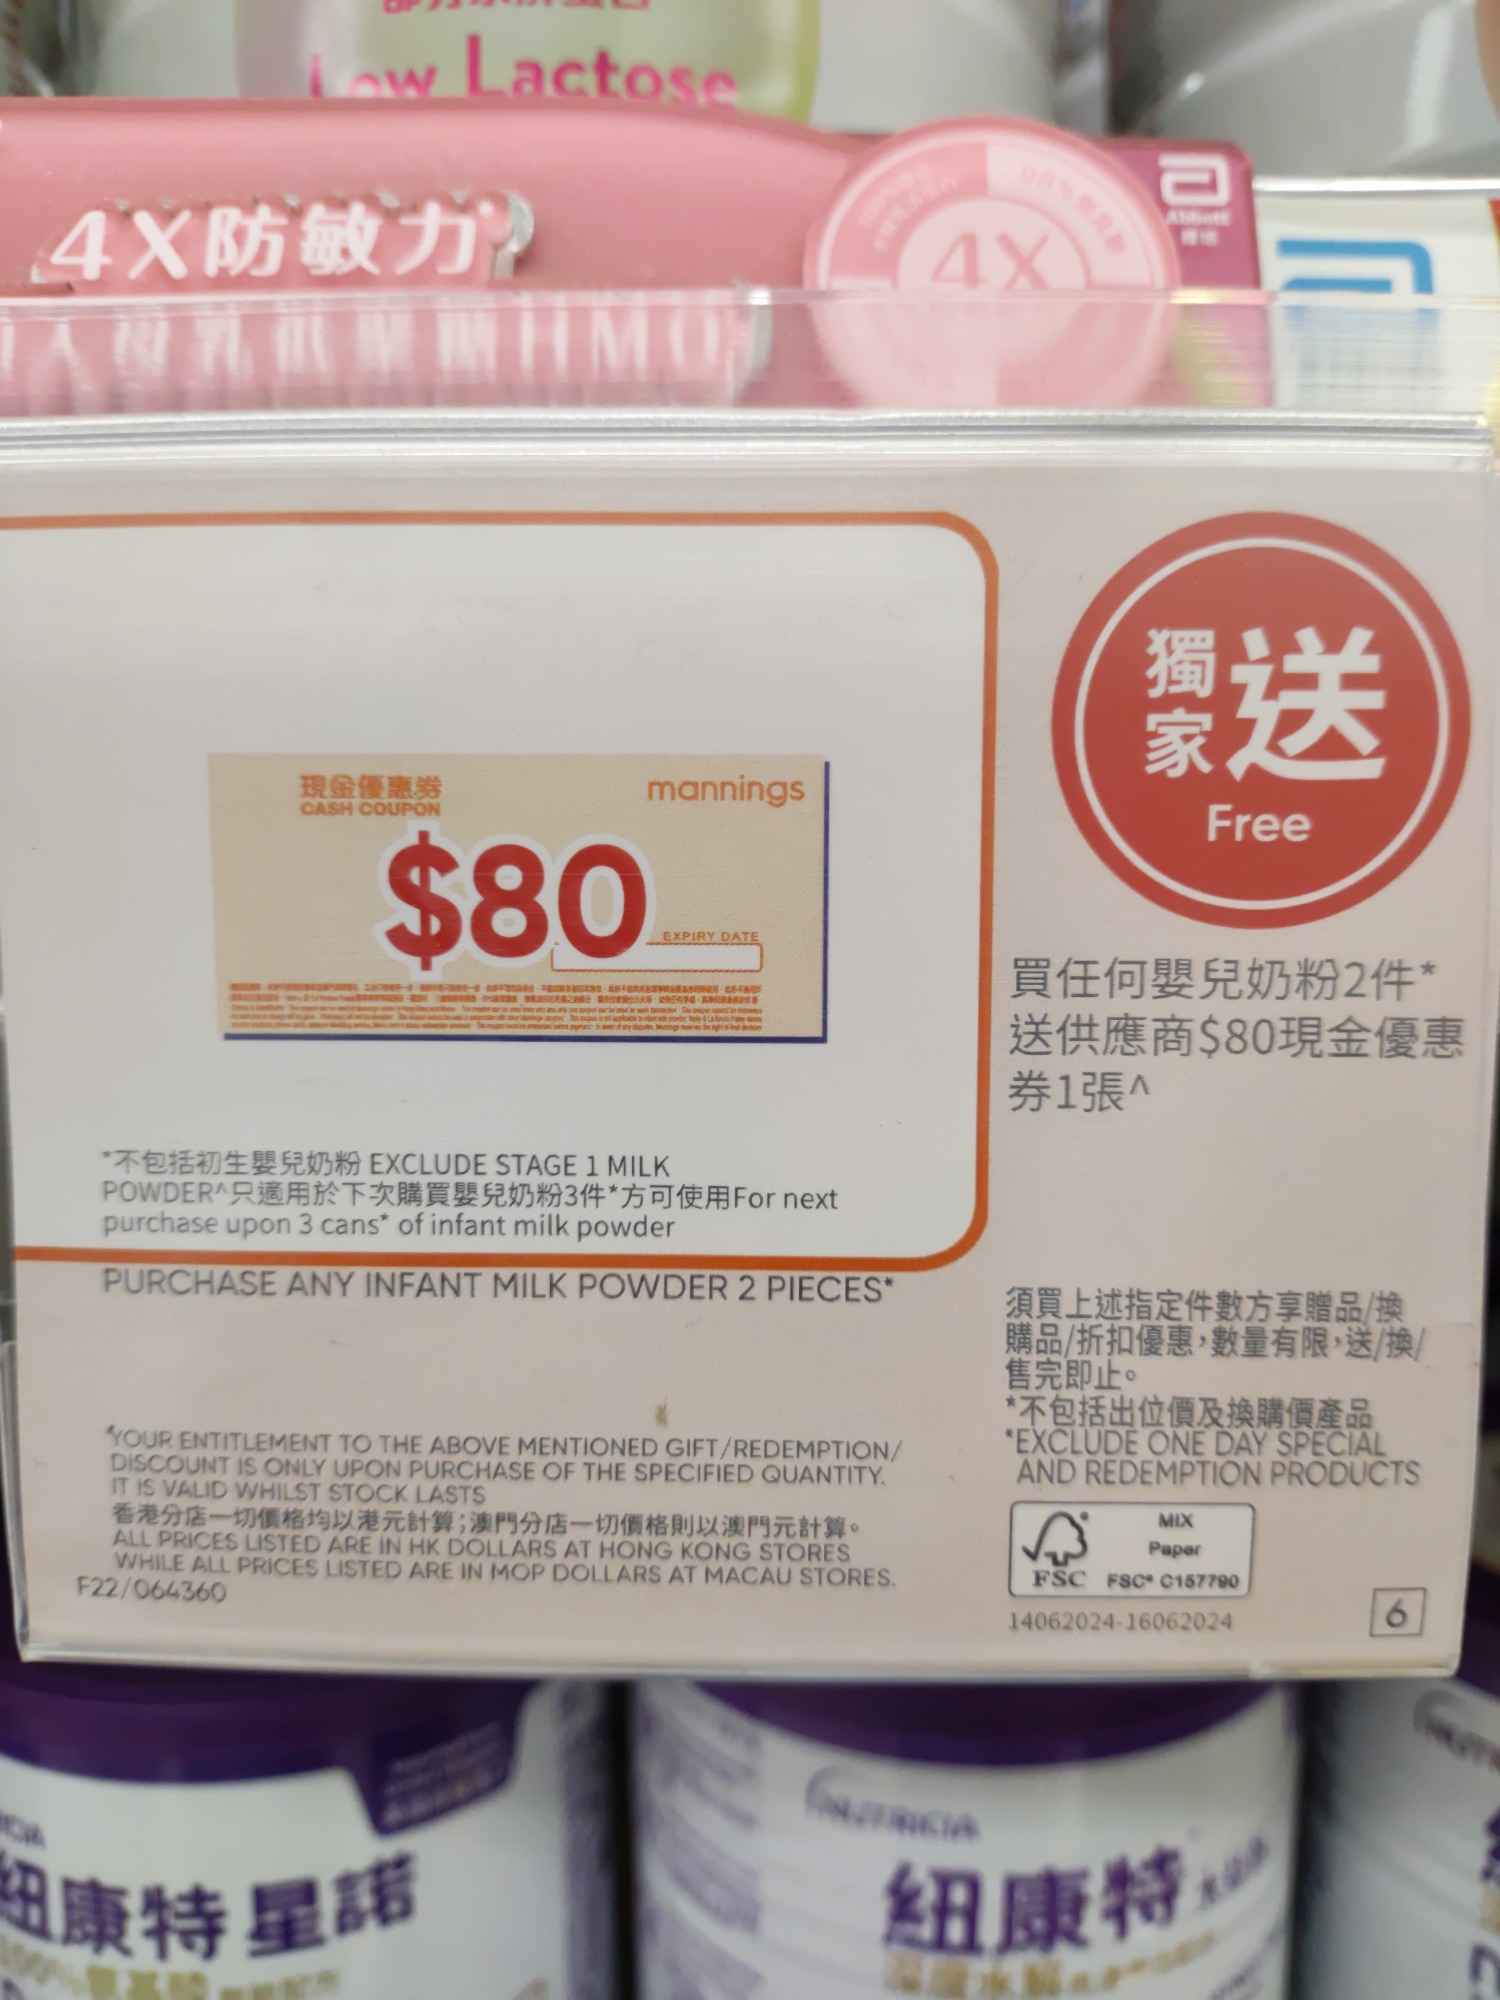 Low Lactose
4X防敏力
4X
Abbott
現金優惠券
CASH COUPON
mannings
$80
EXPIRY DATE
獨家
送
Free
買任何嬰兒奶粉2件*
送供應商$80現金優惠
券1張^
*不包括初生嬰兒奶粉 EXCLUDE STAGE 1 MILK
POWDER^只適用於下次購買嬰兒奶粉3件*方可使用For next
purchase upon 3 cans* of infant milk powder
PURCHASE ANY INFANT MILK POWDER 2 PIECES*
須買上述指定件數方享贈品/換
購品/折扣優惠,數量有限,送/換/
售完即止。
*不包括出位價及換購價產品
*EXCLUDE ONE DAY SPECIAL
AND REDEMPTION PRODUCTS
*YOUR ENTITLEMENT TO THE ABOVE MENTIONED GIFT/REDEMPTION/
DISCOUNT IS ONLY UPON PURCHASE OF THE SPECIFIED QUANTITY.
IT IS VALID WHILST STOCK LASTS
香港分店一切價格均以港元計算;澳門分店一切價格則以澳門元計算。
ALL PRICES LISTED ARE IN HK DOLLARS AT HONG KONG STORES
WHILE ALL PRICES LISTED ARE IN MOP DOLLARS AT MACAU STORES.
F22/064360
MIX
Paper
FSC
FSC® C157790
14062024-16062024
6
NUTRICIA
紐康特星諾
紐康特